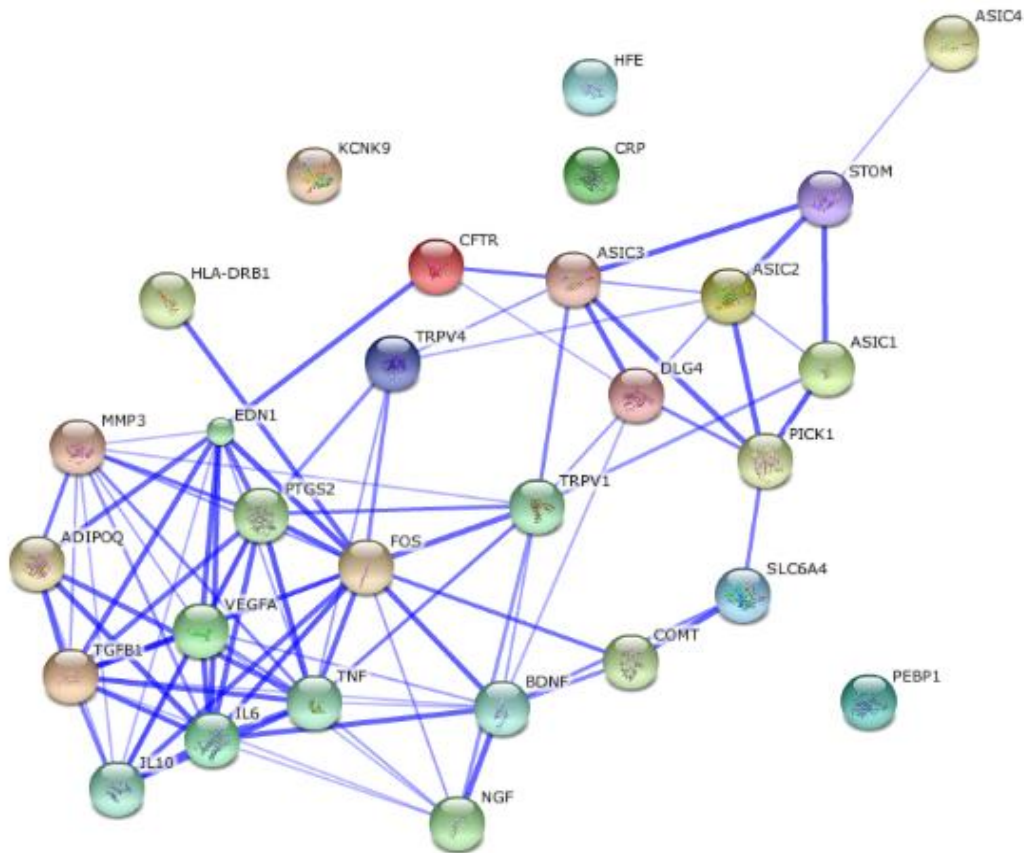 ASIC4
HFE
KCNK9
CRP
STOM
CFTR
ASIC3
ASIC2
HLA-DRB1
TRPV4
ASIC1
DLG4
EDN1
MMP3
PICK1
PTGS2
TRPV1
ADIPOQ
FOS
SLC6A4
VEGFA
COMT
TGFB1
TNF
BDNF
PEBP1
IL6
IL10
NGF